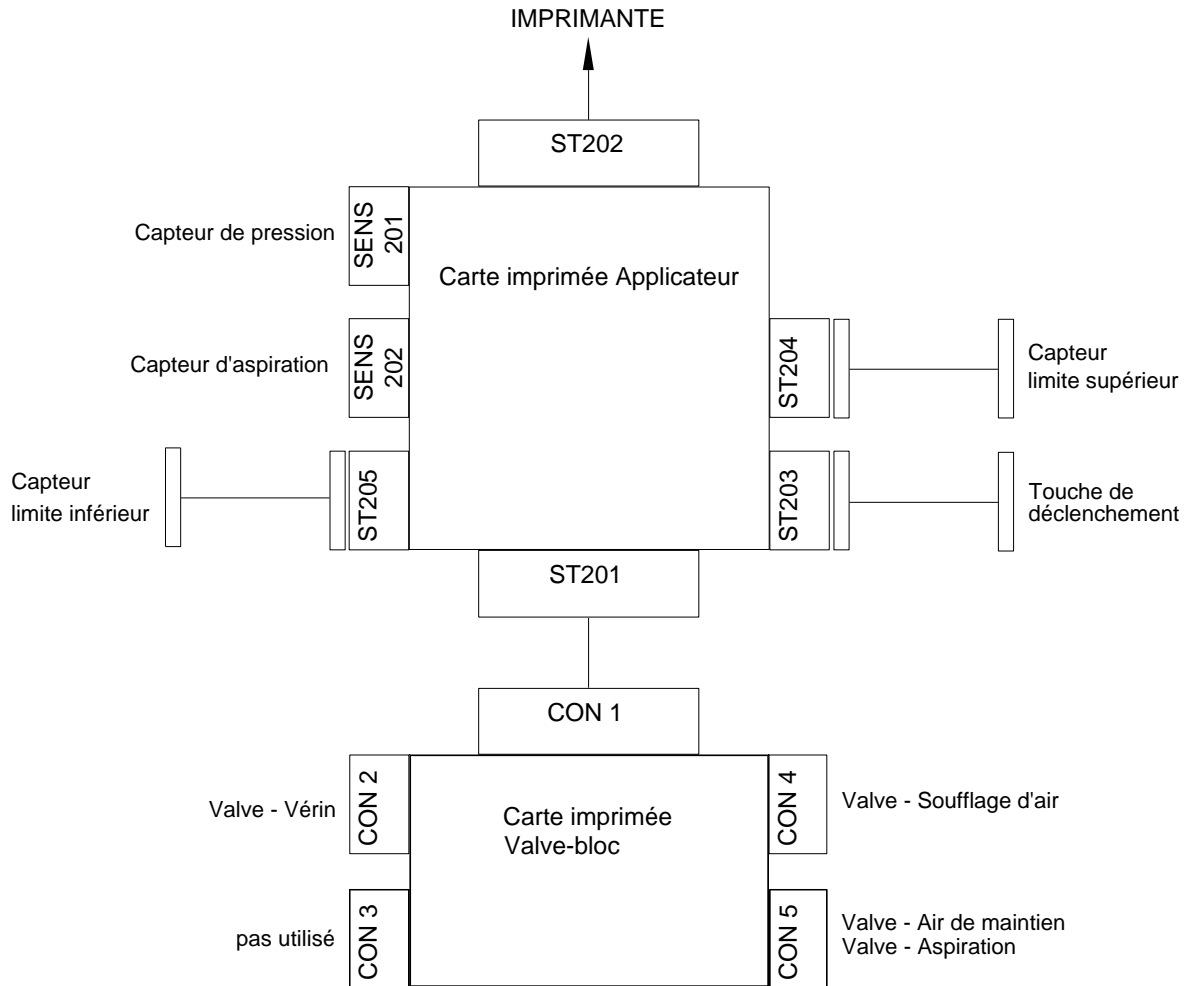 IMPRIMANTE
ST202
SENS
201
Capteur de pression
Carte imprimée Applicateur
SENS
202
Capteur d'aspiration
ST204
Capteur
limite supérieur
Capteur
limite inférieur
ST205
ST203
Touche de
déclenchement
ST201
CON 1
Valve - Vérin
CON 2
Carte imprimée
Valve-bloc
CON 4
Valve - Soufflage d'air
pas utilisé
CON 3
CON 5
Valve - Air de maintien
Valve - Aspiration